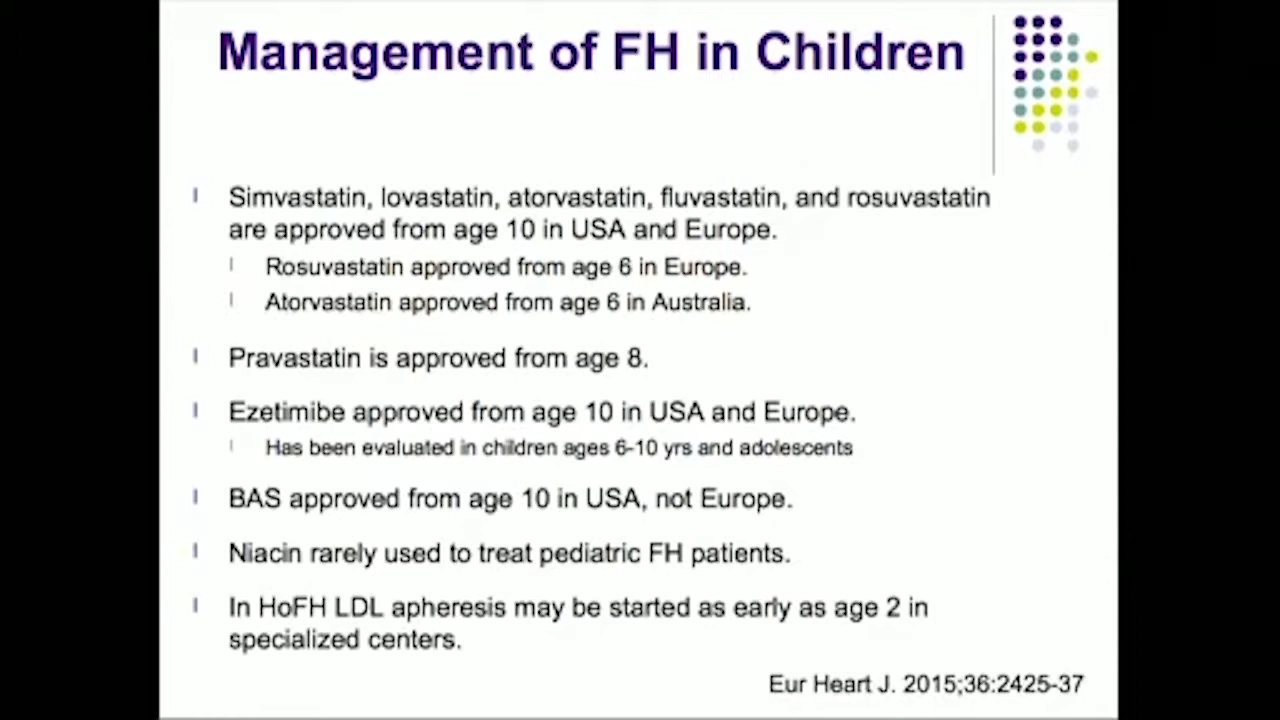 Management of FH in Children
Simvastatin, lovastatin, atorvastatin, fluvastatin, and rosuvastatin
are approved from age 10 in USA and Europe.
Rosuvastatin approved from age 6 in Europe.
Atorvastatin approved from age 6 in Australia.
Pravastatin is approved from age 8.
Ezetimibe approved from age 10 in USA and Europe.
Has been evaluated in children ages 6-10 yrs and adolescents
BAS approved from age 10 in USA, not Europe.
Niacin rarely used to treat pediatric FH patients.
In HoFH LDL apheresis may be started as early as age 2 in
specialized centers.
Eur Heart J. 2015;36:2425-37